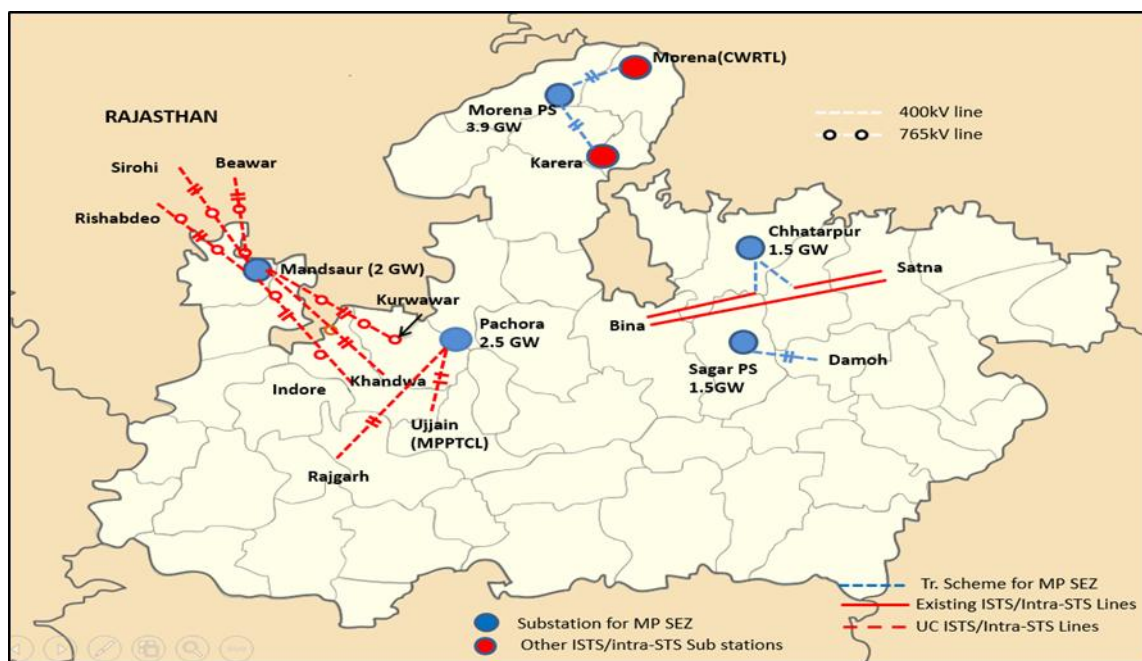 Morena(CWRTL)
Morena PS
3.9 GW
400kV line
765kV line
RAJASTHAN
Karera
Sirohi
Beawar
Rishabdeo
Chhatarpur
1.5 GW
Mandsaur (2 GW)
Satna
Kurwawar
Bina
Pachora
2.5 GW
Sagar PS
1.5GW
Damoh
Indore
Khandwa
Ujjain
(MPPTCL)
Rajgarh
Tr. Scheme for MP SEZ
Existing ISTS/Intra-STS Lines
UC ISTS/Intra-STS Lines
Substation for MP SEZ
Other ISTS/intra-STS Sub stations